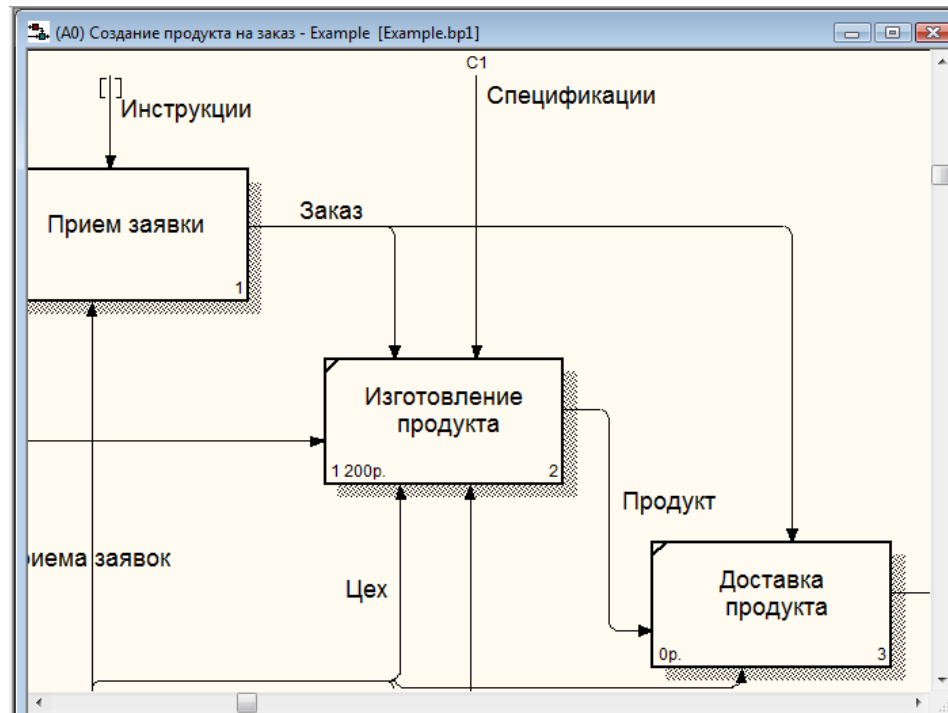 (A0) Создание продукта на заказ - Example [Example.bp1]
C1
Инструкции
Спецификации
Прием заявки
1
Заказ
Изготовление
продукта
1 200р.
2
Продукт
риема заявок
Цех
Доставка
продукта
0р.
3